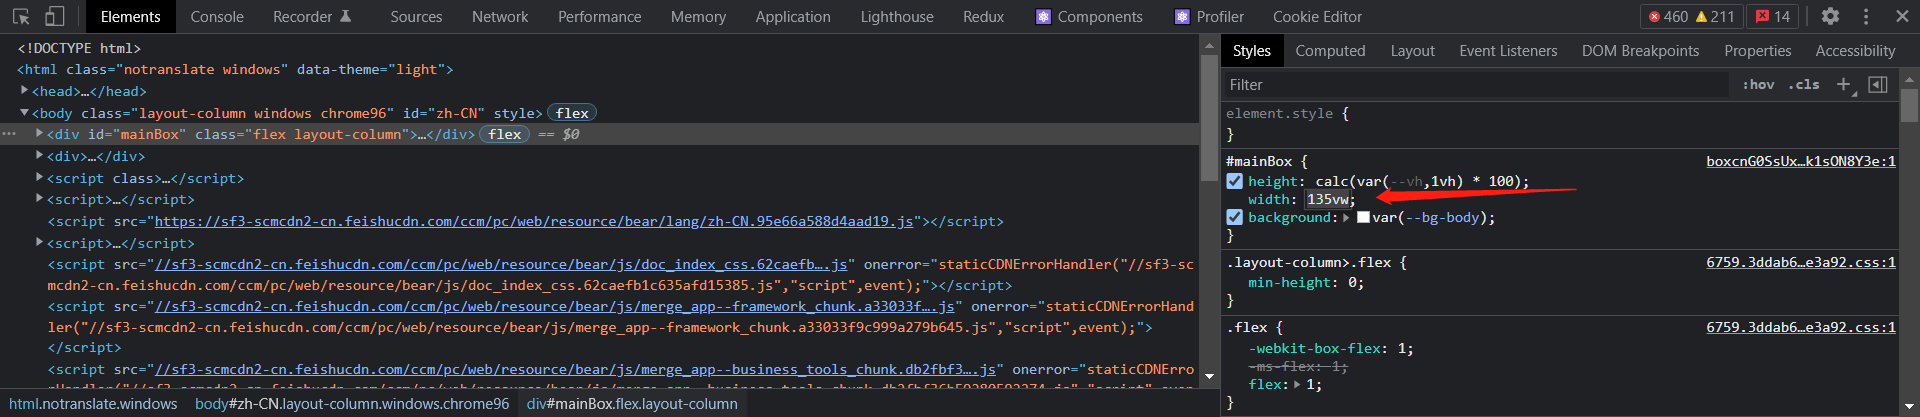 Elements Console Recorder Sources Network Performance Memory Application Lighthouse Redux Components Profiler Cookie Editor 460 211 14
<!DOCTYPE html>
<html class="notranslate windows" data-theme="light">
<head>…</head>
<body class="layout-column windows chrome96" id="zh-CN" style> flex
… <div id="mainBox" class="flex layout-column">…</div> flex == $0
<div>…</div>
<script class>…</script>
<script>…</script>
<script src="https://sf3-scmcdn2-cn.feishucdn.com/ccm/pc/web/resource/bear/lang/zh-CN.95e66a588d4aad19.js"></script>
<script>…</script>
<script src="//sf3-scmcdn2-cn.feishucdn.com/ccm/pc/web/resource/bear/js/doc_index_css.62caefb….js" onerror="staticCDNErrorHandler("//sf3-sc
mcdn2-cn.feishucdn.com/ccm/pc/web/resource/bear/js/doc_index_css.62caefb1c635afd15385.js","script",event);"></script>
<script src="//sf3-scmcdn2-cn.feishucdn.com/ccm/pc/web/resource/bear/js/merge_app--framework_chunk.a33033f….js" onerror="staticCDNErrorHand
ler("//sf3-scmcdn2-cn.feishucdn.com/ccm/pc/web/resource/bear/js/merge_app--framework_chunk.a33033f9c999a279b645.js","script",event);">
</script>
<script src="//sf3-scmcdn2-cn.feishucdn.com/ccm/pc/web/resource/bear/js/merge_app--business_tools_chunk.db2fbf3….js" onerror="staticCDNErro
html.notranslate.windows body#zh-CN.layout-column.windows.chrome96 div#mainBox.flex.layout-column
Styles Computed Layout Event Listeners DOM Breakpoints Properties Accessibility
Filter :hov .cls
element.style {
}
#mainBox { boxcnG0SsUx…k1sON8Y3e:1
height: calc(var(--vh,1vh) * 100);
width: 135vw;
background: var(--bg-body);
}
.layout-column>.flex { 6759.3ddab6…e3a92.css:1
min-height: 0;
}
.flex { 6759.3ddab6…e3a92.css:1
-webkit-box-flex: 1;
-ms-flex: 1;
flex: 1;
}